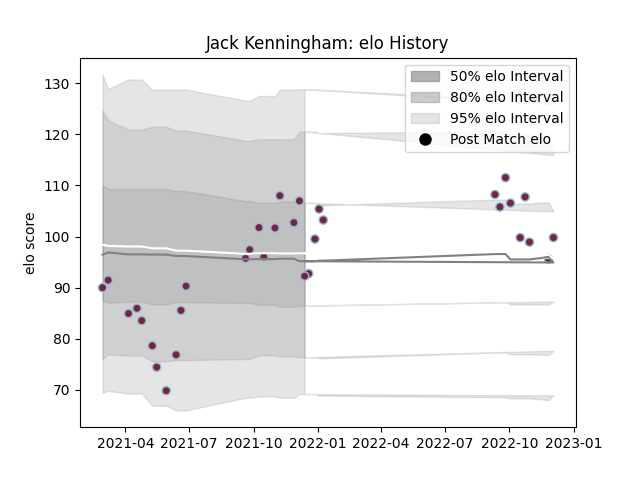 Jack Kenningham: elo History
50% elo Interval
80% elo Interval
95% elo Interval
Post Match elo
elo score
130
120
110
100
90
80
70
2021-04 2021-07 2021-10 2022-01 2022-04 2022-07 2022-10 2023-01